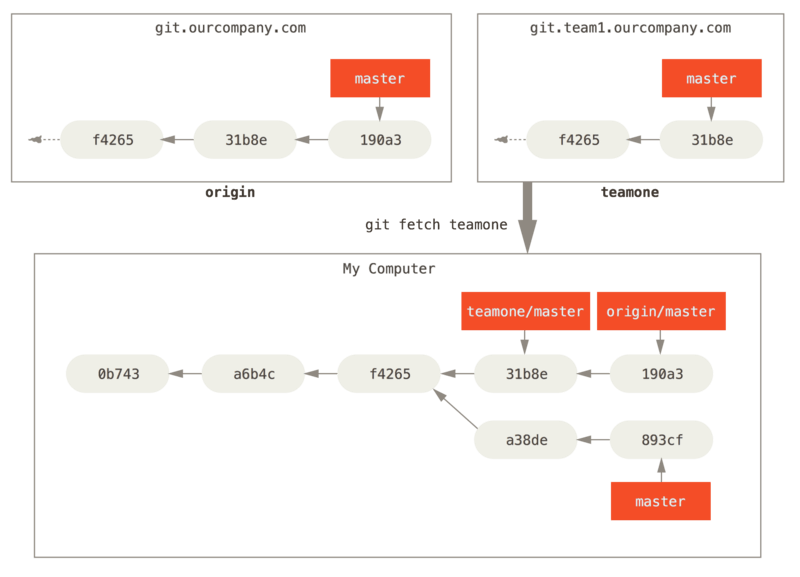 git.ourcompany.com
master
f4265
31b8e
190a3
origin
git.team1.ourcompany.com
master
f4265
31b8e
teamone
git fetch teamone
My Computer
teamone/master
origin/master
0b743
a6b4c
f4265
31b8e
190a3
a38de
893cf
master